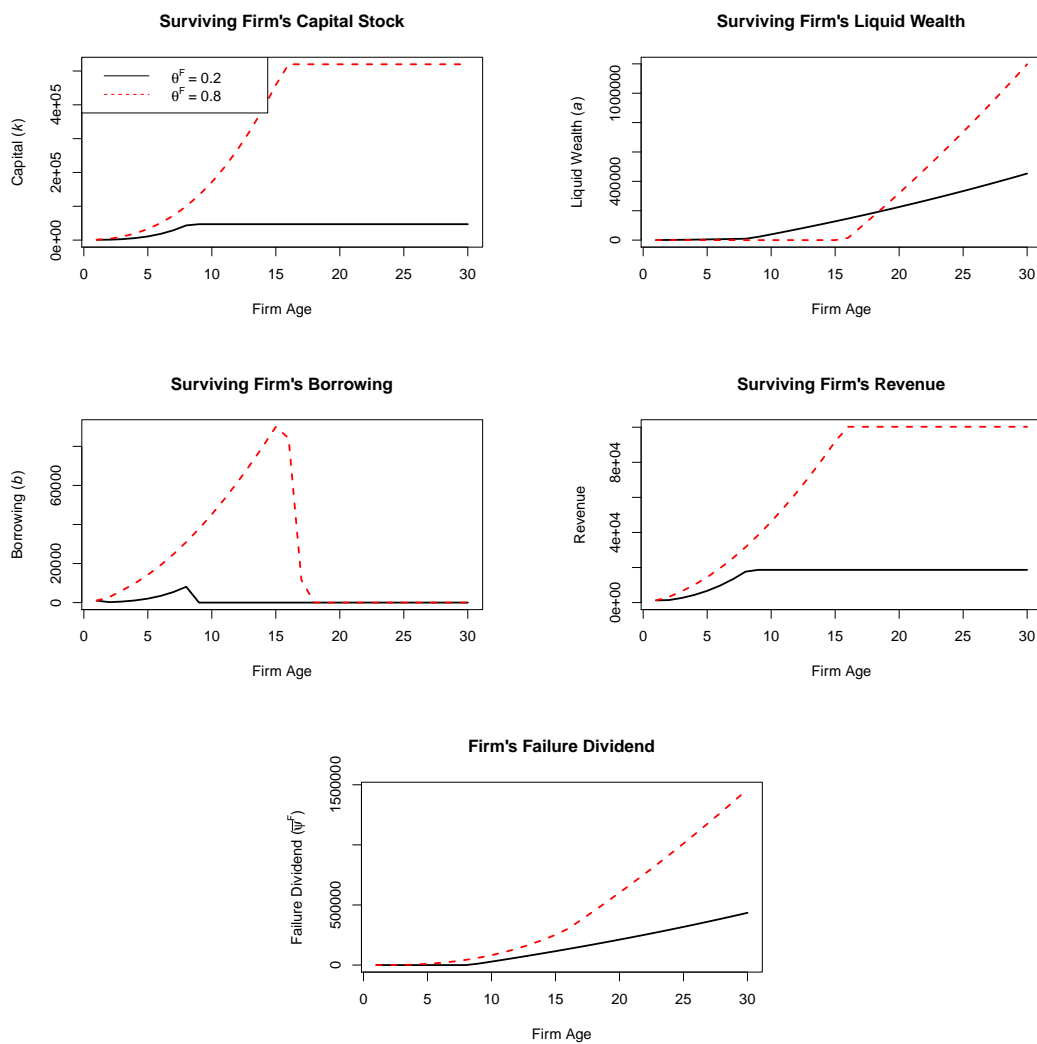 Surviving Firm's Capital Stock
θF = 0.2
θF = 0.8
Capital (k)
0e+00 2e+05 4e+05
0 5 10 15 20 25 30
Firm Age
Surviving Firm's Liquid Wealth
Liquid Wealth (a)
0 400000 1000000
0 5 10 15 20 25 30
Firm Age
Surviving Firm's Borrowing
Borrowing (b)
0 20000 60000
0 5 10 15 20 25 30
Firm Age
Surviving Firm's Revenue
Revenue
0e+00 4e+04 8e+04
0 5 10 15 20 25 30
Firm Age
Firm's Failure Dividend
Failure Dividend (ψ̅F)
0 500000 1500000
0 5 10 15 20 25 30
Firm Age